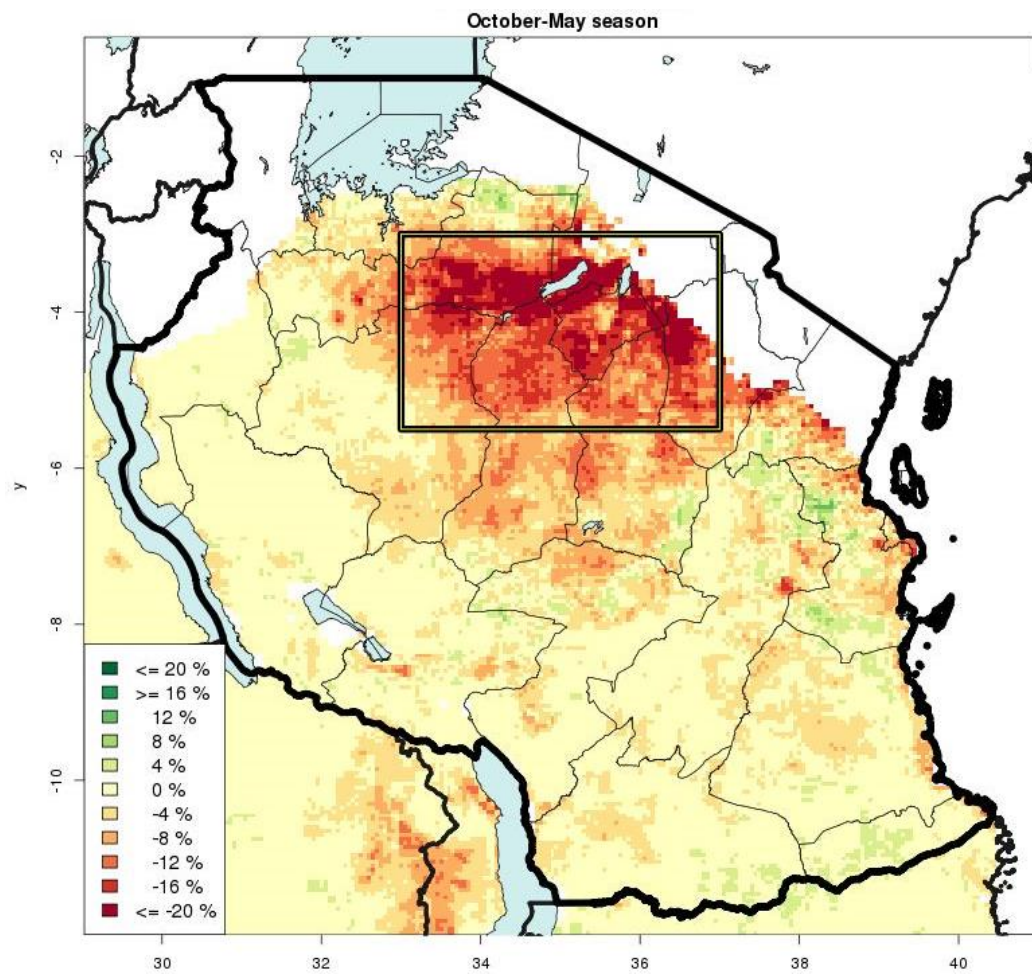 October-May season
y
-2
-4
-6
-8
-10
<= 20 %
>= 16 %
12 %
8 %
4 %
0 %
-4 %
-8 %
-12 %
-16 %
<= -20 %
30 32 34 36 38 40